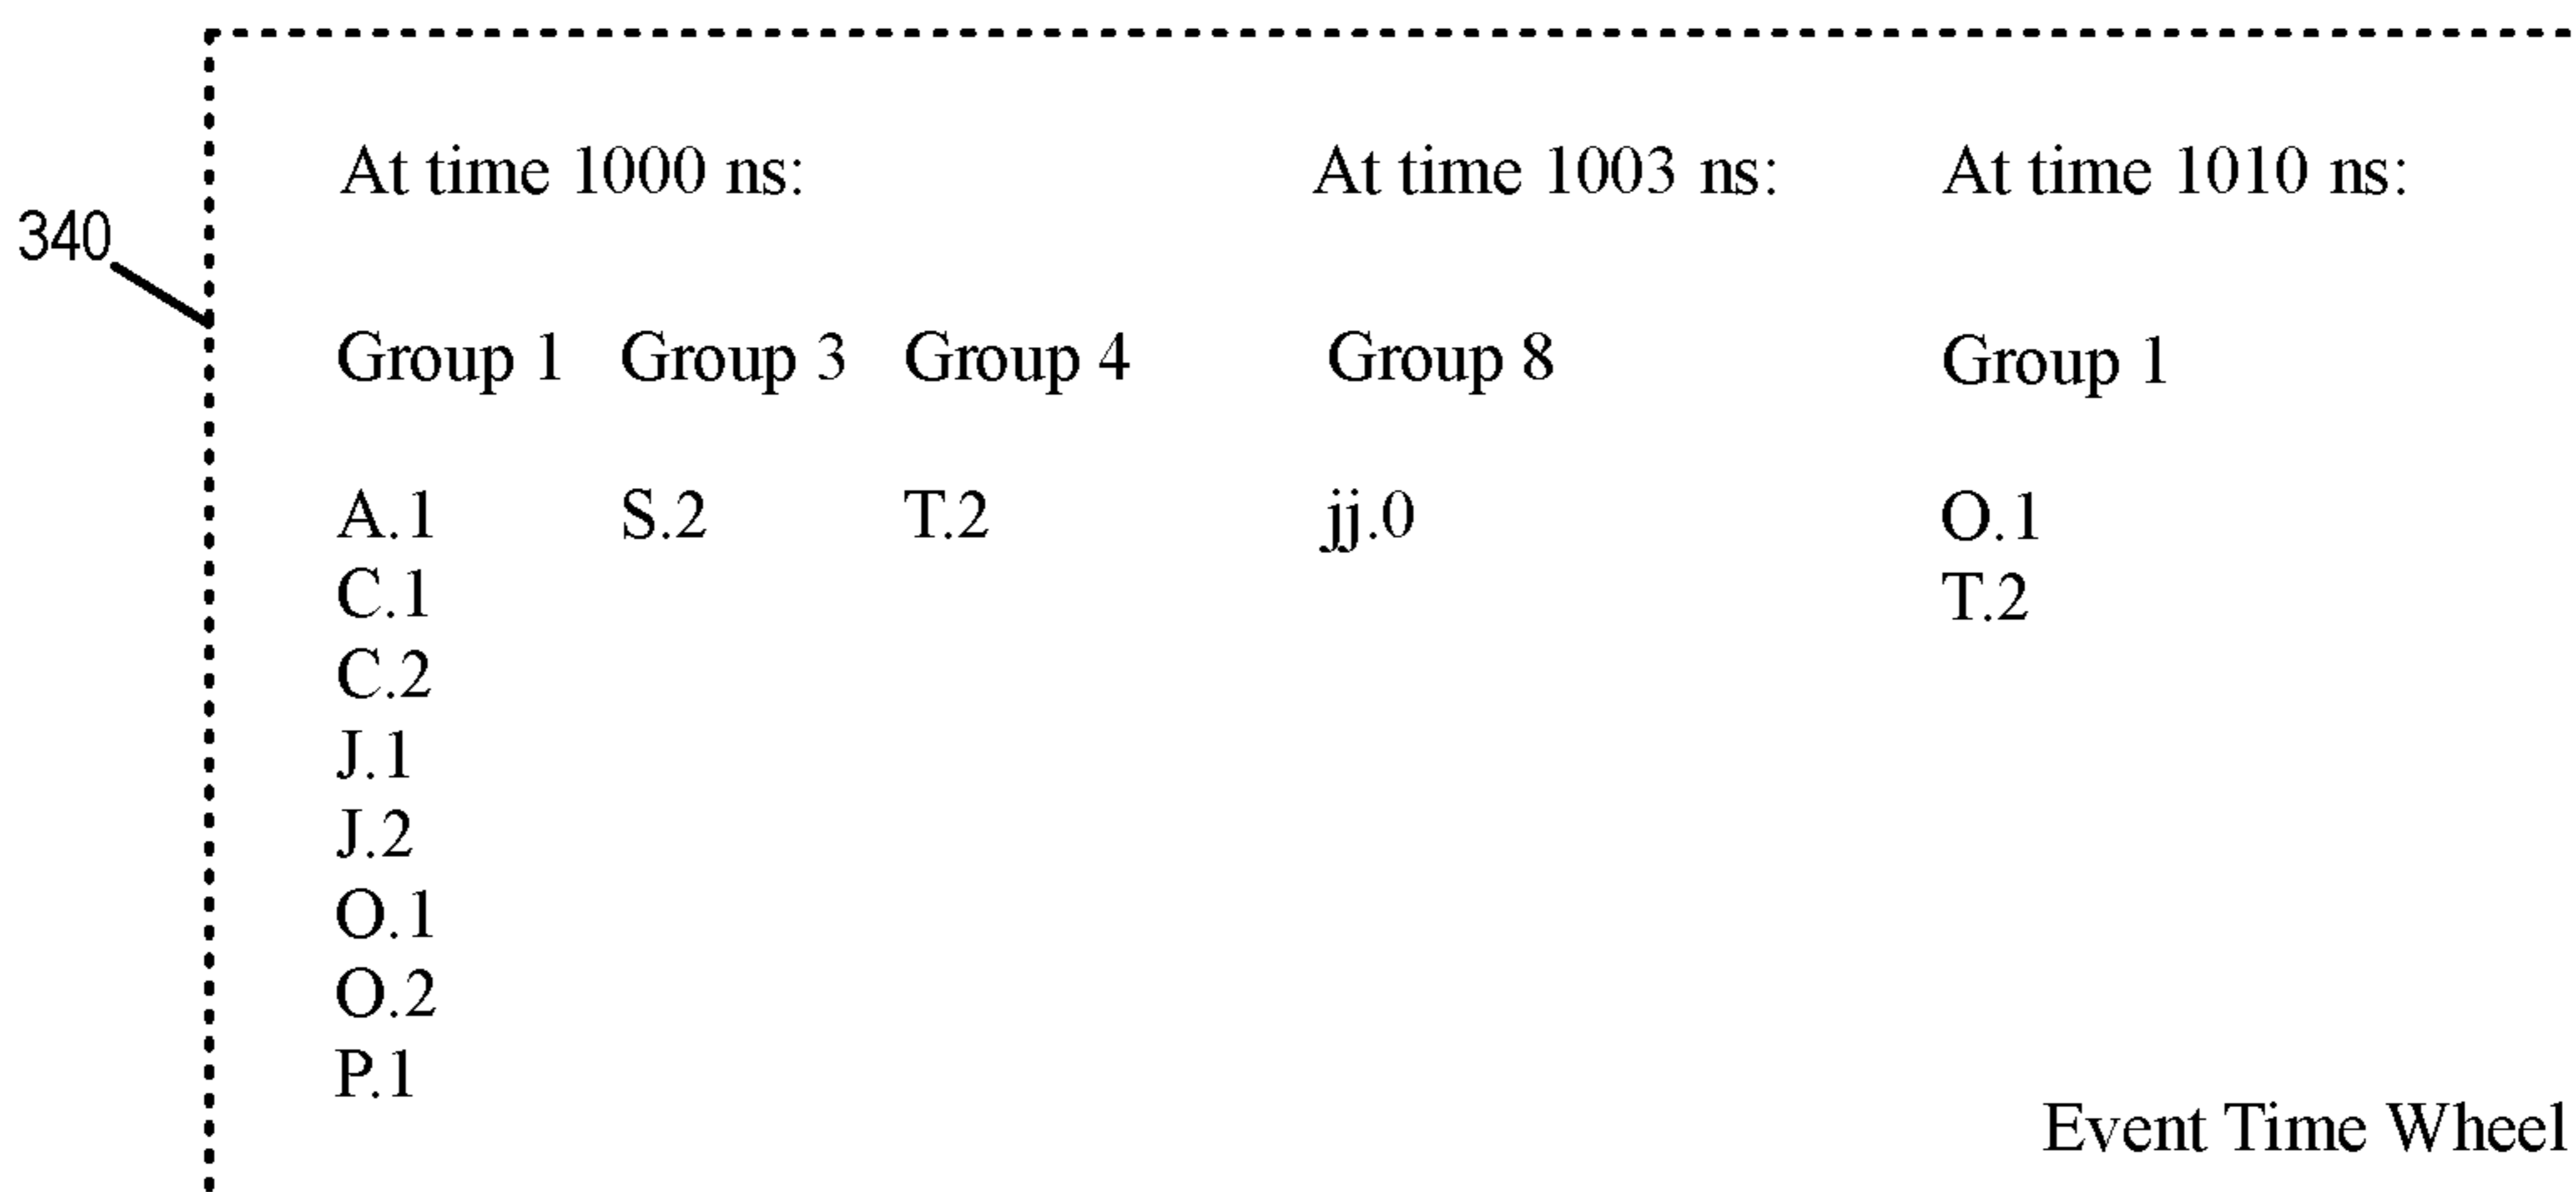 At time 1000 ns: At time 1003 ns: At time 1010 ns:
340
Group 1 Group 3 Group 4 Group 8 Group 1
A.1 S.2 T.2 jj.0 O.1
C.1 T.2
C.2
J.1
J.2
O.1
O.2
P.1
Event Time Wheel